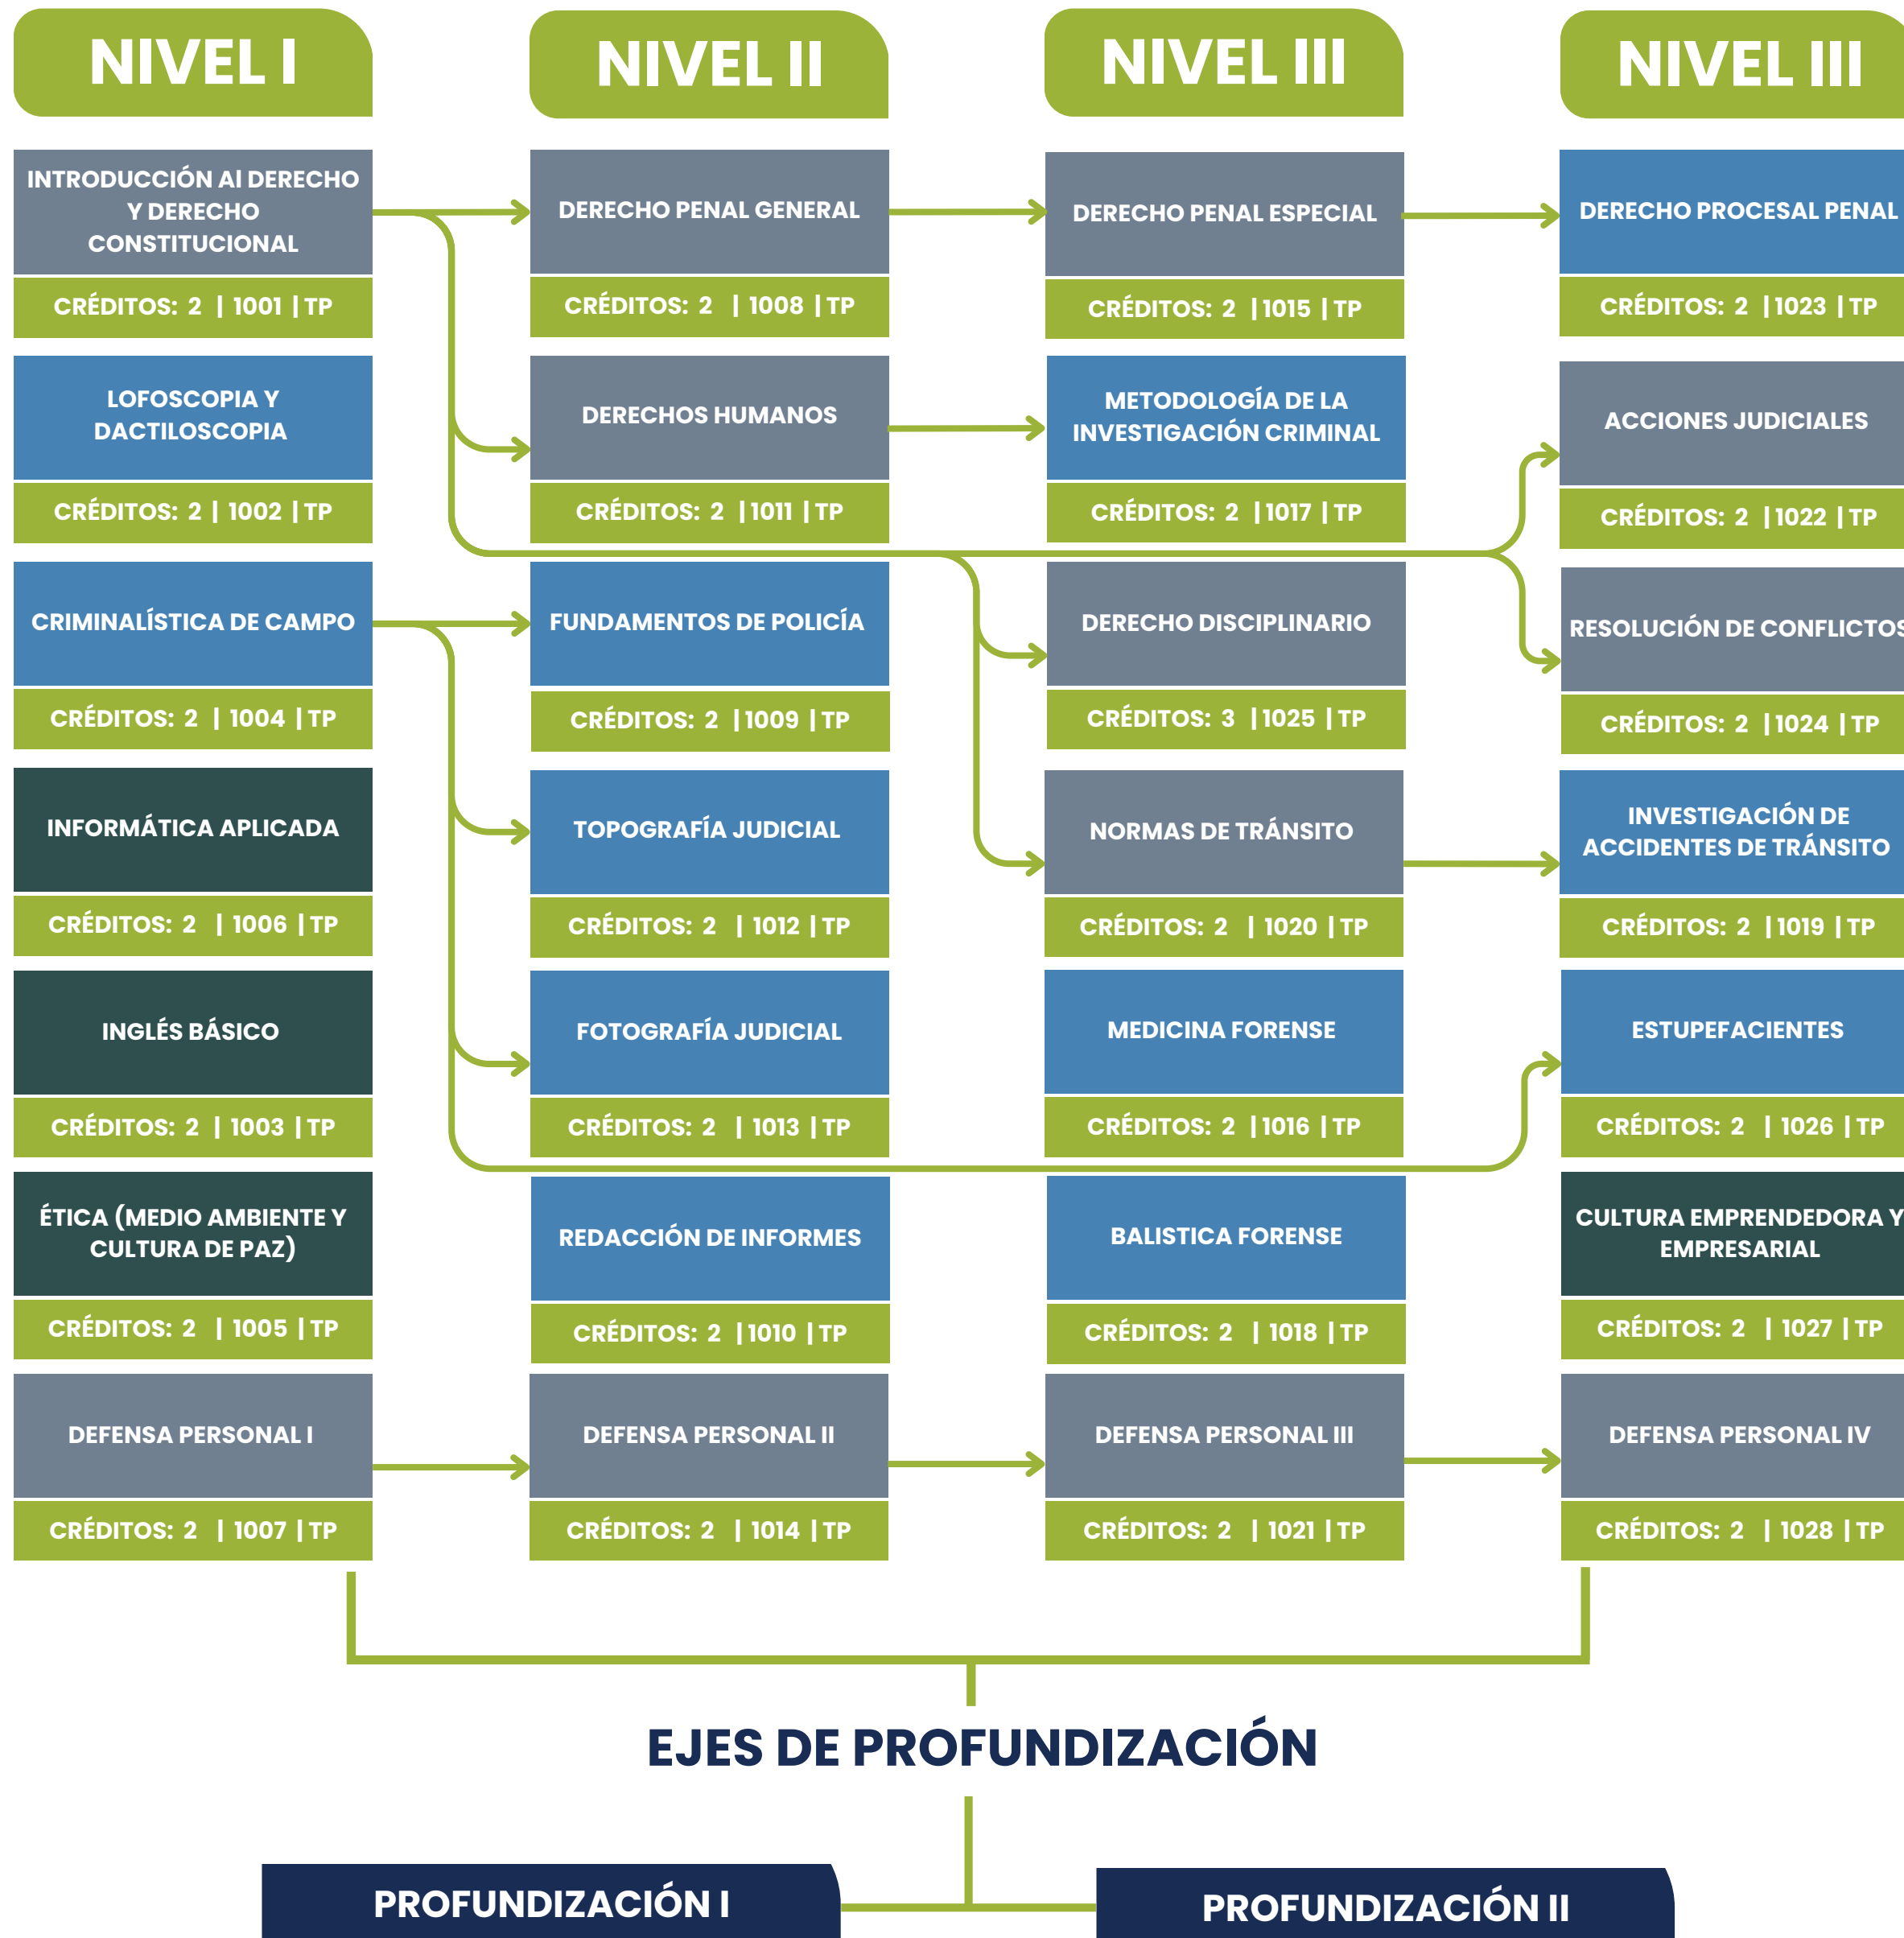 NIVEL I
NIVEL II
NIVEL III
NIVEL III
INTRODUCCIÓN Al DERECHO
Y DERECHO
CONSTITUCIONAL
CRÉDITOS: 2 | 1001 | TP
DERECHO PENAL GENERAL
CRÉDITOS: 2 | 1008 | TP
DERECHO PENAL ESPECIAL
CRÉDITOS: 2 | 1015 | TP
DERECHO PROCESAL PENAL
CRÉDITOS: 2 | 1023 | TP
LOFOSCOPIA Y
DACTILOSCOPIA
CRÉDITOS: 2 | 1002 | TP
DERECHOS HUMANOS
CRÉDITOS: 2 | 1011 | TP
METODOLOGÍA DE LA
INVESTIGACIÓN CRIMINAL
CRÉDITOS: 2 | 1017 | TP
ACCIONES JUDICIALES
CRÉDITOS: 2 | 1022 | TP
CRIMINALÍSTICA DE CAMPO
CRÉDITOS: 2 | 1004 | TP
FUNDAMENTOS DE POLICÍA
CRÉDITOS: 2 | 1009 | TP
DERECHO DISCIPLINARIO
CRÉDITOS: 3 | 1025 | TP
RESOLUCIÓN DE CONFLICTOS
CRÉDITOS: 2 | 1024 | TP
INFORMÁTICA APLICADA
CRÉDITOS: 2 | 1006 | TP
TOPOGRAFÍA JUDICIAL
CRÉDITOS: 2 | 1012 | TP
NORMAS DE TRÁNSITO
CRÉDITOS: 2 | 1020 | TP
INVESTIGACIÓN DE
ACCIDENTES DE TRÁNSITO
CRÉDITOS: 2 | 1019 | TP
INGLÉS BÁSICO
CRÉDITOS: 2 | 1003 | TP
FOTOGRAFÍA JUDICIAL
CRÉDITOS: 2 | 1013 | TP
MEDICINA FORENSE
CRÉDITOS: 2 | 1016 | TP
ESTUPEFACIENTES
CRÉDITOS: 2 | 1026 | TP
ÉTICA (MEDIO AMBIENTE Y
CULTURA DE PAZ)
CRÉDITOS: 2 | 1005 | TP
REDACCIÓN DE INFORMES
CRÉDITOS: 2 | 1010 | TP
BALISTICA FORENSE
CRÉDITOS: 2 | 1018 | TP
CULTURA EMPRENDEDORA Y
EMPRESARIAL
CRÉDITOS: 2 | 1027 | TP
DEFENSA PERSONAL I
CRÉDITOS: 2 | 1007 | TP
DEFENSA PERSONAL II
CRÉDITOS: 2 | 1014 | TP
DEFENSA PERSONAL III
CRÉDITOS: 2 | 1021 | TP
DEFENSA PERSONAL IV
CRÉDITOS: 2 | 1028 | TP
EJES DE PROFUNDIZACIÓN
PROFUNDIZACIÓN I
PROFUNDIZACIÓN II